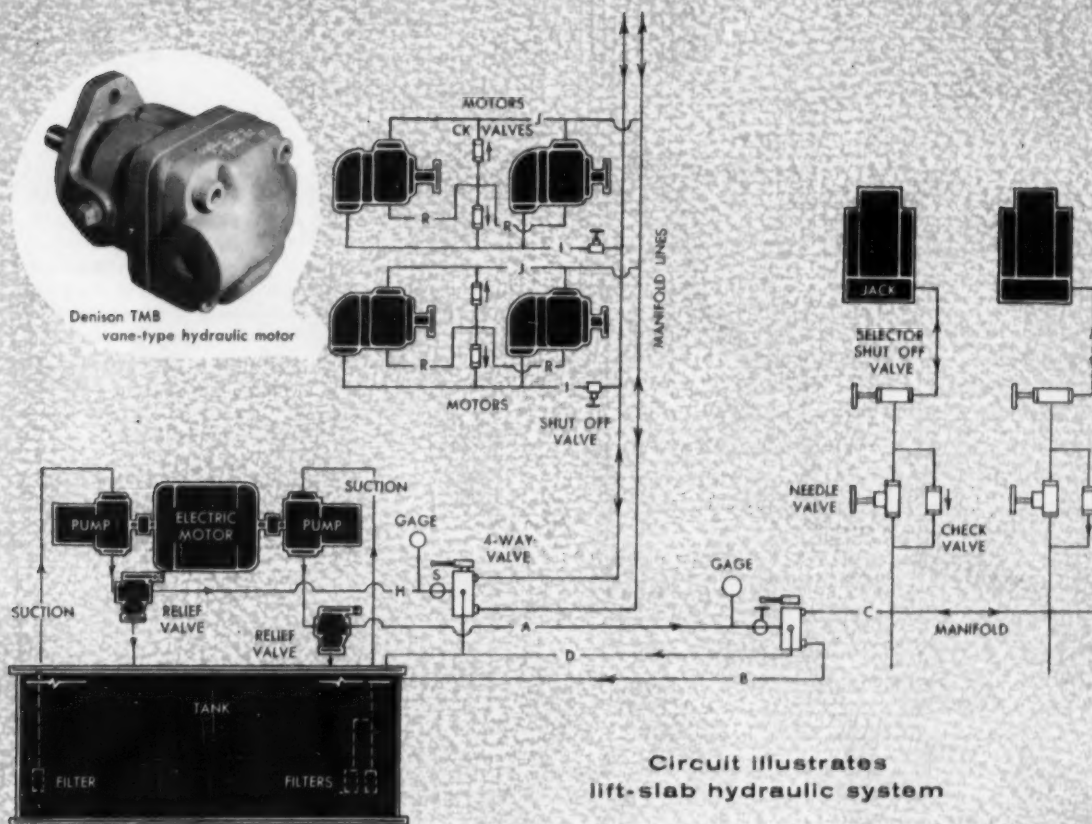 MOTORS
CK VALVES
J
R
R
I
J
R
R
I
MOTORS
SHUT OFF
VALVE
MANIFOLD LINES
Denison TMB
vane-type hydraulic motor
JACK
SELECTOR
SHUT OFF
VALVE
NEEDLE
VALVE
CHECK
VALVE
PUMP
ELECTRIC
MOTOR
PUMP
SUCTION
GAGE
4-WAY
VALVE
S
H
SUCTION
RELIEF
VALVE
RELIEF
VALVE
A
GAGE
C
MANIFOLD
D
B
TANK
FILTER
FILTERS
Circuit illustrates
lift-slab hydraulic system